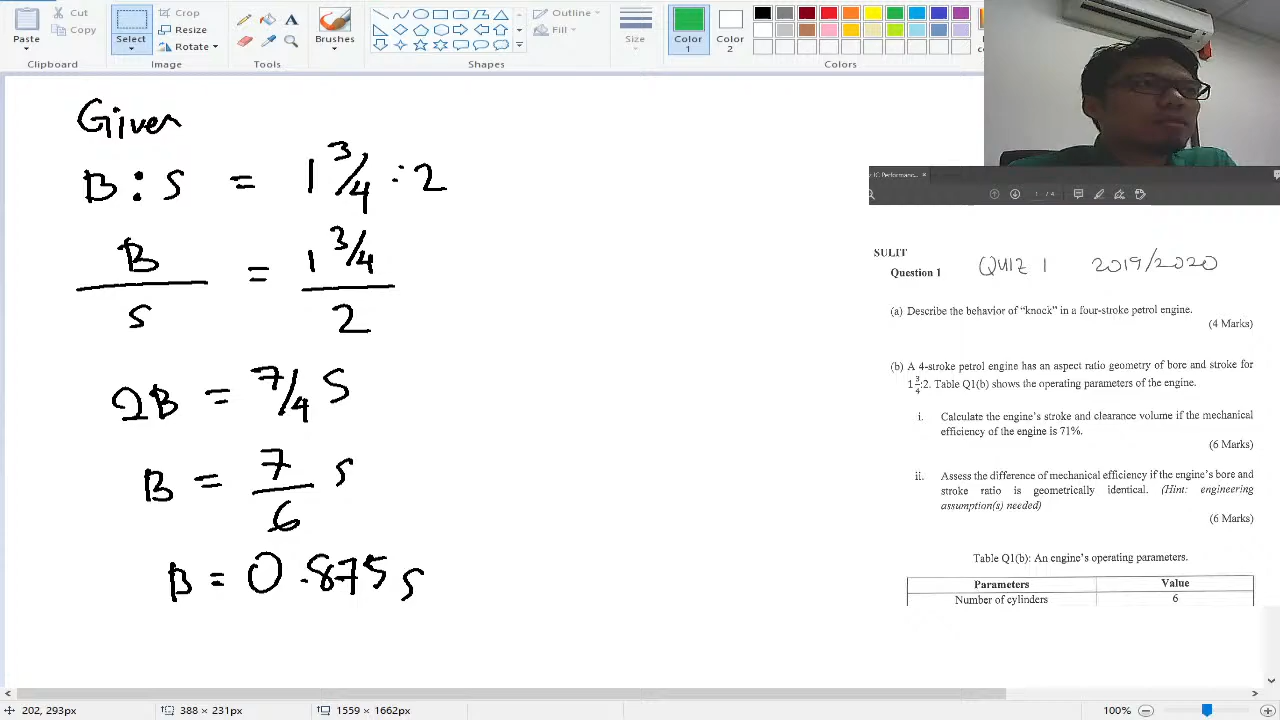 Paste
Cut
Copy
Clipboard
Select
Crop
Resize
Rotate
Image
A
Tools
Brushes
Shapes
Outline
Fill
Size
Color
1
Color
2
Colors
Given
B : S = 1 3/4 : 2
B / S = 1 3/4 / 2
2B = 7/4 S
B = 7/6 S
B = 0.875 S
IC Performanc...
1 / 4
SULIT
Question 1 QUIZ 1 2019/2020
(a) Describe the behavior of “knock” in a four-stroke petrol engine.
(4 Marks)
(b) A 4-stroke petrol engine has an aspect ratio geometry of bore and stroke for
1 3/4:2. Table Q1(b) shows the operating parameters of the engine.
i. Calculate the engine's stroke and clearance volume if the mechanical
efficiency of the engine is 71%.
(6 Marks)
ii. Assess the difference of mechanical efficiency if the engine's bore and
stroke ratio is geometrically identical. (Hint: engineering
assumption(s) needed)
(6 Marks)
Table Q1(b): An engine's operating parameters.
Parameters Value
Number of cylinders 6
202, 293px
388 × 231px
1559 × 1662px
100%